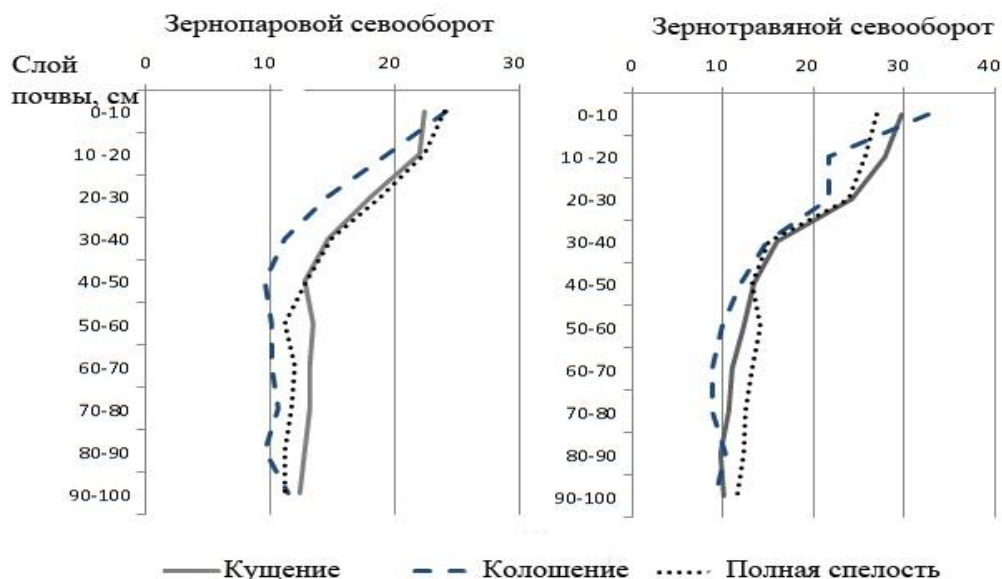 Зернопаровой севооборот
Зернотравяной севооборот
Слой
почвы, см
0 10 20 30
0 10 20 30 40
0-10
10 -20
20-30
30-40
40-50
50-60
60-70
70-80
80-90
90-100
0-10
10 -20
20-30
30-40
40-50
50-60
60-70
70-80
80-90
90-100
Кущение Колошение Полная спелость